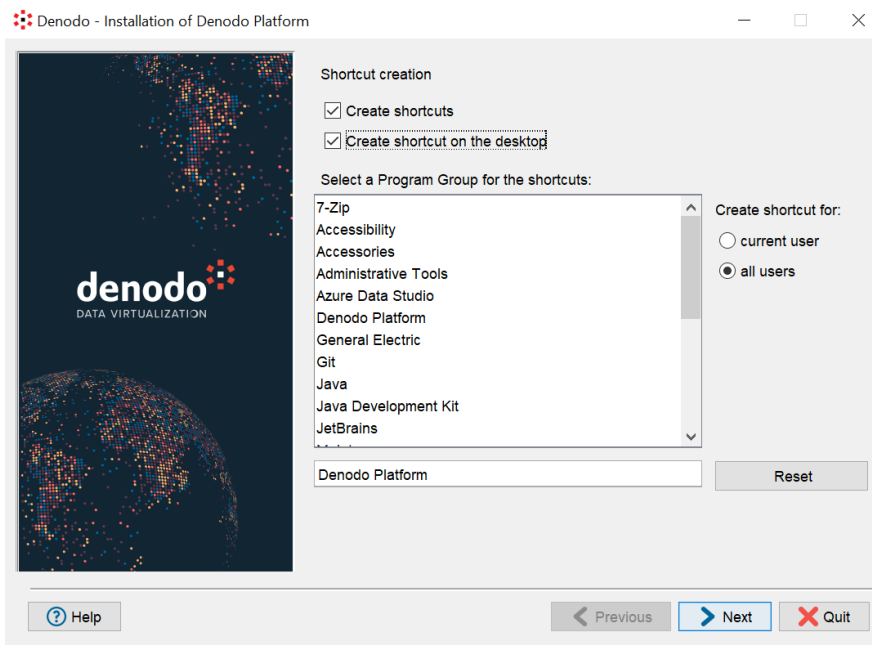 Denodo - Installation of Denodo Platform
denodo
DATA VIRTUALIZATION
Shortcut creation
Create shortcuts
Create shortcut on the desktop
Select a Program Group for the shortcuts:
7-Zip
Accessibility
Accessories
Administrative Tools
Azure Data Studio
Denodo Platform
General Electric
Git
Java
Java Development Kit
JetBrains
Create shortcut for:
current user
all users
Denodo Platform
Reset
Help
Previous
Next
Quit